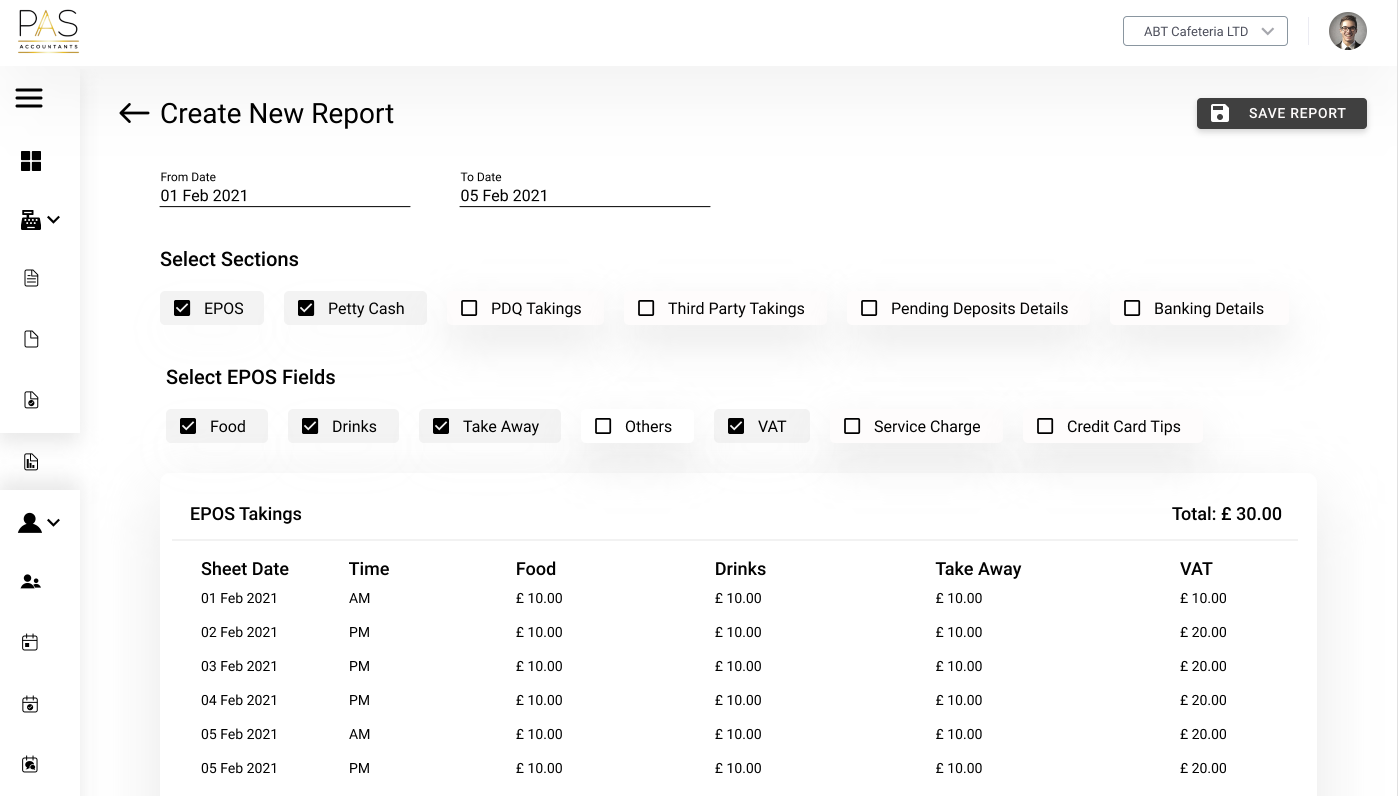 PAS
ACCOUNTANTS
ABT Cafeteria LTD
Create New Report
SAVE REPORT
From Date To Date
01 Feb 2021 05 Feb 2021
Select Sections
EPOS Petty Cash PDQ Takings Third Party Takings Pending Deposits Details Banking Details
Select EPOS Fields
Food Drinks Take Away Others VAT Service Charge Credit Card Tips
EPOS Takings Total: £ 30.00
Sheet Date Time Food Drinks Take Away VAT
01 Feb 2021 AM £ 10.00 £ 10.00 £ 10.00 £ 10.00
02 Feb 2021 PM £ 10.00 £ 10.00 £ 10.00 £ 20.00
03 Feb 2021 PM £ 10.00 £ 10.00 £ 10.00 £ 20.00
04 Feb 2021 PM £ 10.00 £ 10.00 £ 10.00 £ 20.00
05 Feb 2021 AM £ 10.00 £ 10.00 £ 10.00 £ 20.00
05 Feb 2021 PM £ 10.00 £ 10.00 £ 10.00 £ 20.00